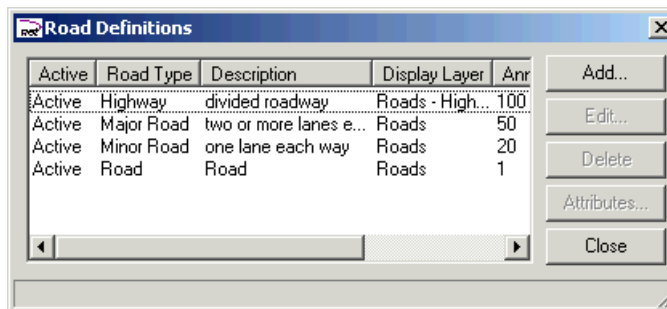 Road Definitions
Active Road Type Description Display Layer Anr
Active Highway divided roadway Roads - High... 100
Active Major Road two or more lanes e... Roads 50
Active Minor Road one lane each way Roads 20
Active Road Road Roads 1
Add...
Edit...
Delete
Attributes...
Close